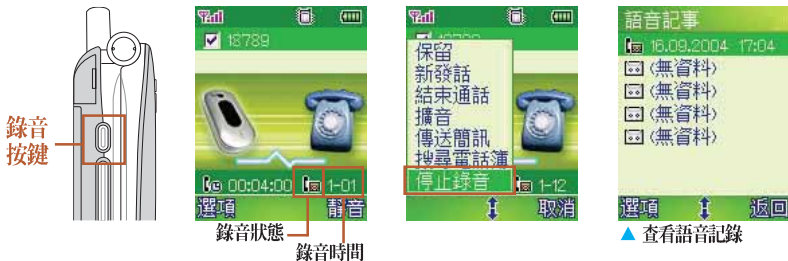 錄音
按鍵
18789
00:04:00 1-01
選項 靜音
錄音狀態
錄音時間
保留
新發話
結束通話
擴音
傳送簡訊
搜尋電話簿
停止錄音
1-12
取消
語音記事
16.09.2004 17:04
(無資料)
(無資料)
(無資料)
(無資料)
選項 返回
▲ 查看語音記錄